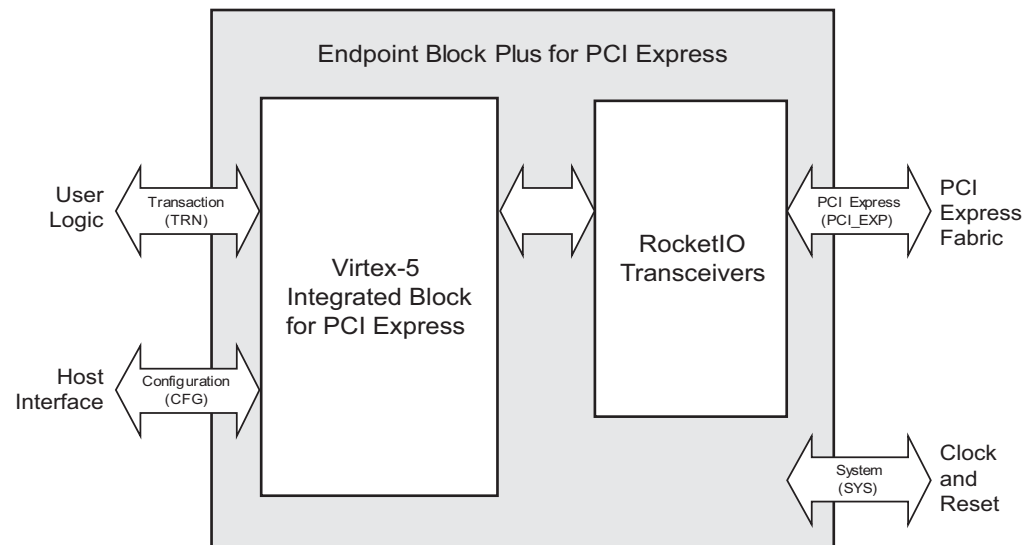 Endpoint Block Plus for PCI Express
User
Logic
Transaction
(TRN)
Virtex-5
Integrated Block
for PCI Express
RocketIO
Transceivers
PCI Express
(PCI_EXP)
PCI
Express
Fabric
Host
Interface
Configuration
(CFG)
System
(SYS)
Clock
and
Reset